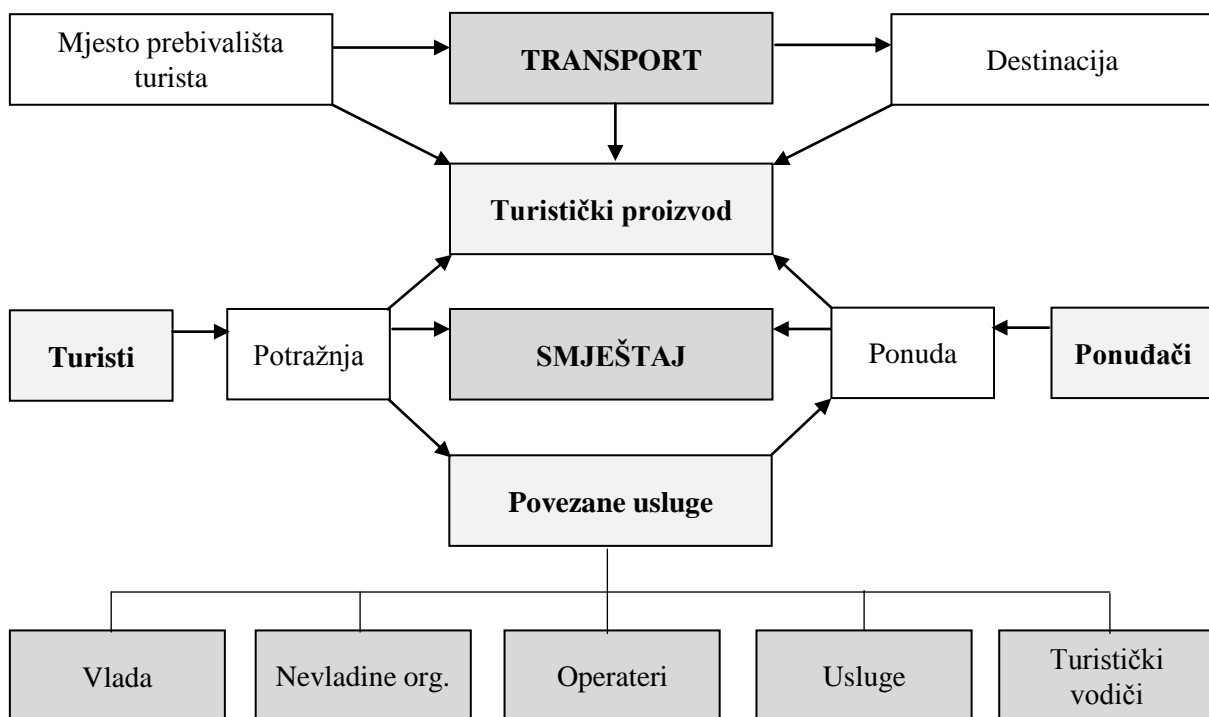 Mjesto prebivališta
turista
TRANSPORT
Destinacija
Turistički proizvod
Turisti
Potražnja
SMJEŠTAJ
Ponuda
Ponuđači
Povezane usluge
Vlada
Nevladine org.
Operateri
Usluge
Turistički
vodiči